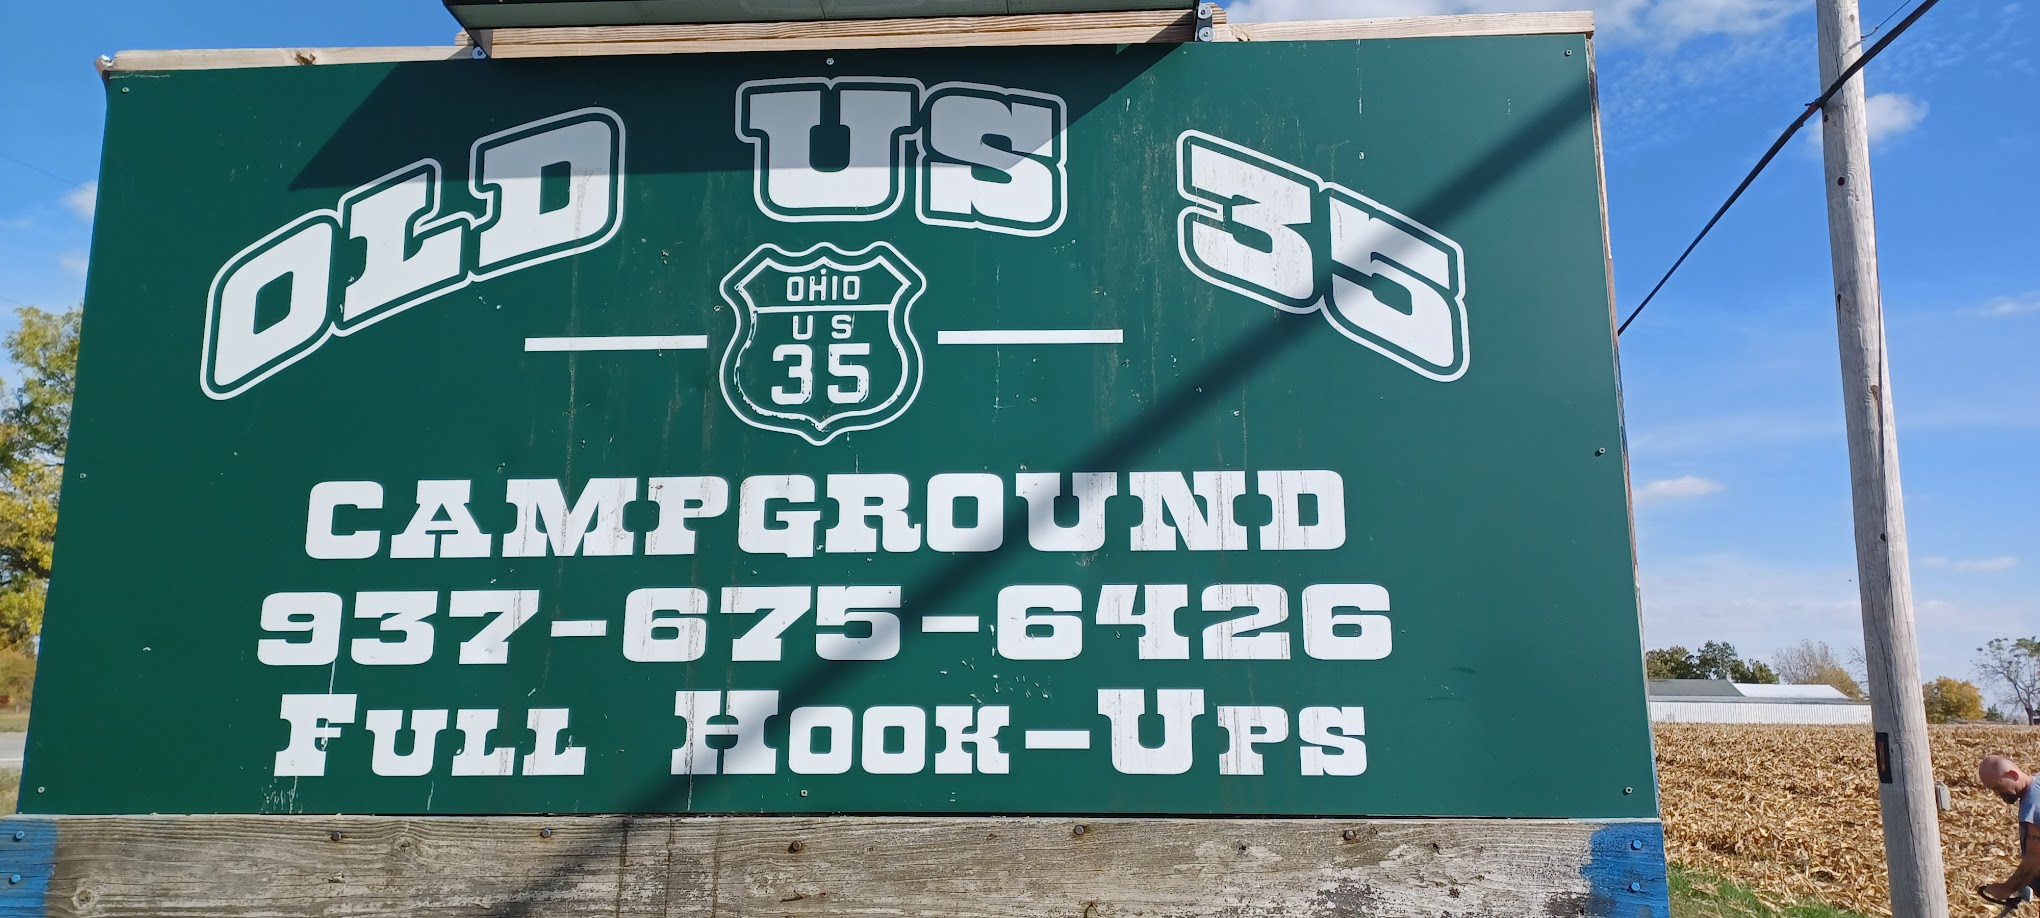 OLD US 35
OHIO
US
35
CAMPGROUND
937-675-6426
FULL HOOK-UPS